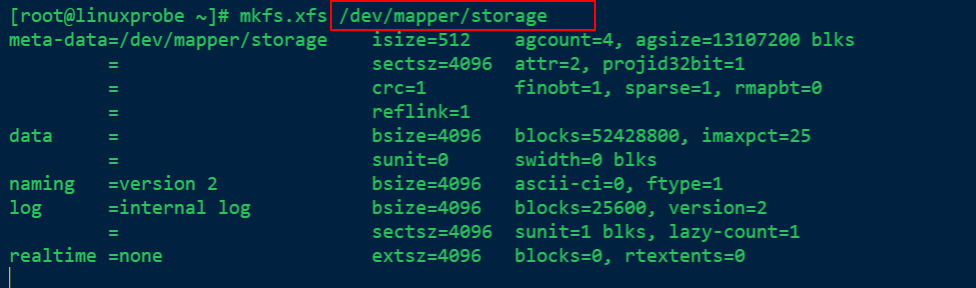 [root@linuxprobe ~]# mkfs.xfs /dev/mapper/storage
meta-data=/dev/mapper/storage    isize=512    agcount=4, agsize=13107200 blks
         =                       sectsz=4096  attr=2, projid32bit=1
         =                       crc=1        finobt=1, sparse=1, rmapbt=0
         =                       reflink=1
data     =                       bsize=4096   blocks=52428800, imaxpct=25
         =                       sunit=0      swidth=0 blks
naming   =version 2              bsize=4096   ascii-ci=0, ftype=1
log      =internal log           bsize=4096   blocks=25600, version=2
         =                       sectsz=4096  sunit=1 blks, lazy-count=1
realtime =none                   extsz=4096   blocks=0, rtextents=0